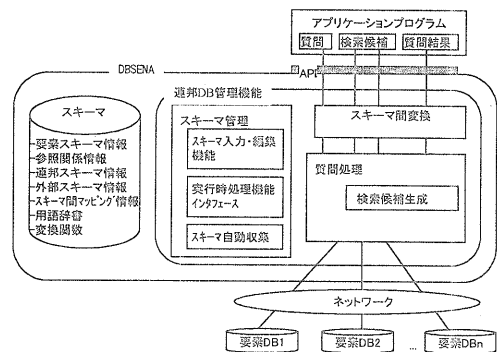 アプリケーションプログラム
質問
検索候補
質問結果
DBSENA
API
連邦DB管理機能
スキーマ
要素スキーマ情報
参照関係情報
連邦スキーマ情報
外部スキーマ情報
スキーマ間マッピング情報
用語辞書
変換関数
スキーマ管理
スキーマ入力・編集
機能
実行時処理機能
インタフェース
スキーマ自動収集
スキーマ間変換
質問処理
検索候補生成
ネットワーク
要素DB1
要素DB2
...
要素DBn